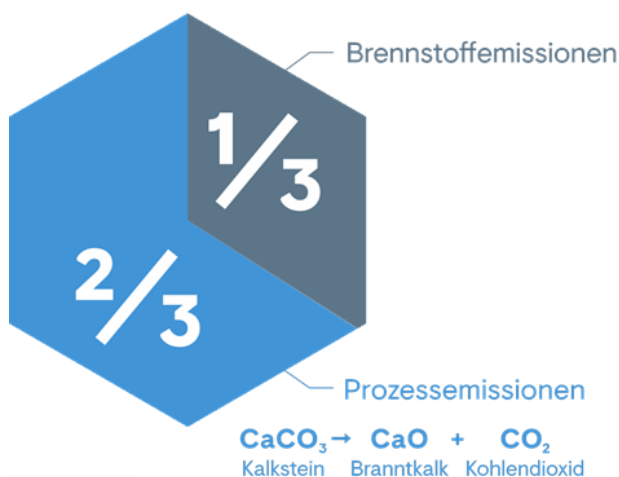 Brennstoffemissionen
1/3
2/3
Prozessemissionen
CaCO₃ → CaO + CO₂
Kalkstein Branntkalk Kohlendioxid